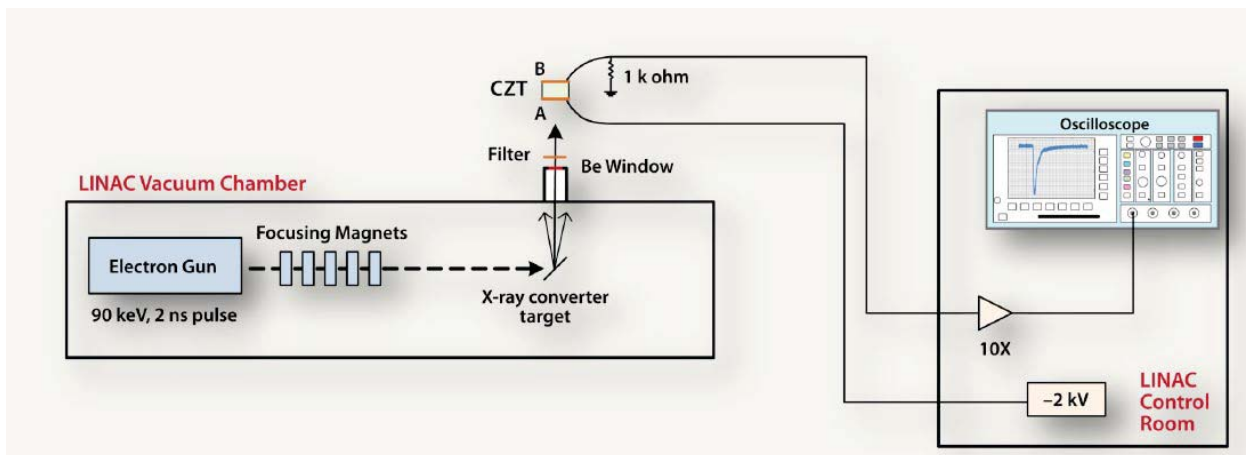 B
CZT
1 k ohm
A
Filter
Be Window
LINAC Vacuum Chamber
Focusing Magnets
Electron Gun
90 keV, 2 ns pulse
X-ray converter
target
Oscilloscope
10X
–2 kV
LINAC
Control
Room